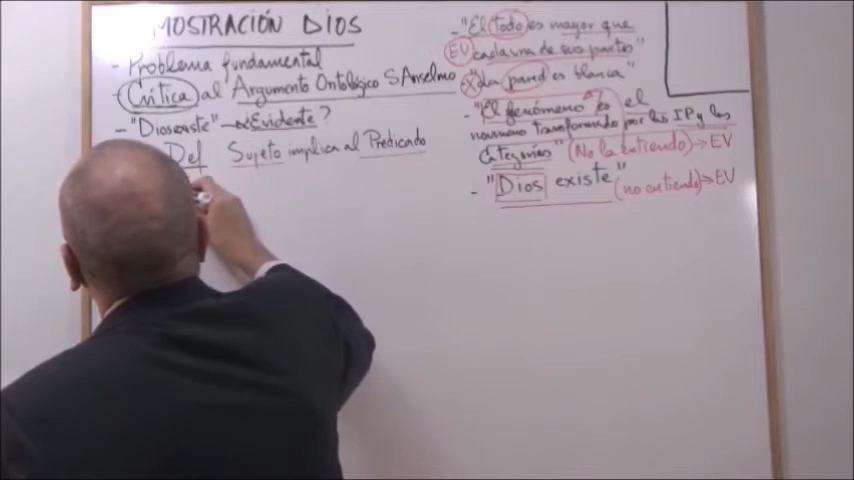 MOSTRACIÓN DIOS
- Problema fundamental
Crítica al Argumento Ontológico S. Anselmo
- "Dios existe" → Evidente?
Def Sujeto implica al Predicado
- "El todo es mayor que
EV cada una de sus partes"
X "La pared es blanca"
- "El fenómeno es el
noumeno transformado por las IP y las
Categorías" (No la entiendo) → EV
- "Dios existe" (no entiendo) → EV